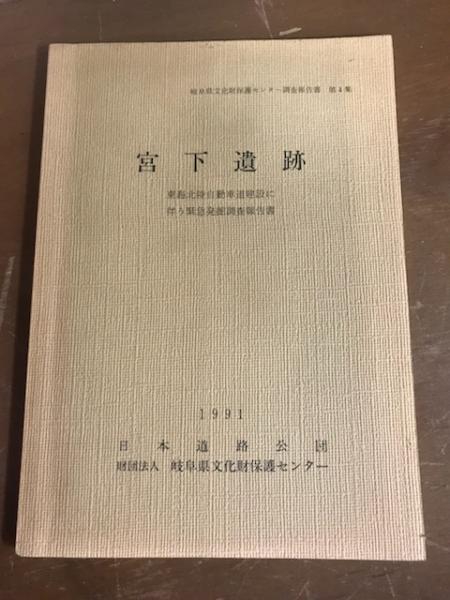 岐阜県文化財保護センター調査報告書 第4集
宮下遺跡
東海北陸自動車道建設に
伴う緊急発掘調査報告書
1991
日本道路公団
財団法人 岐阜県文化財保護センター